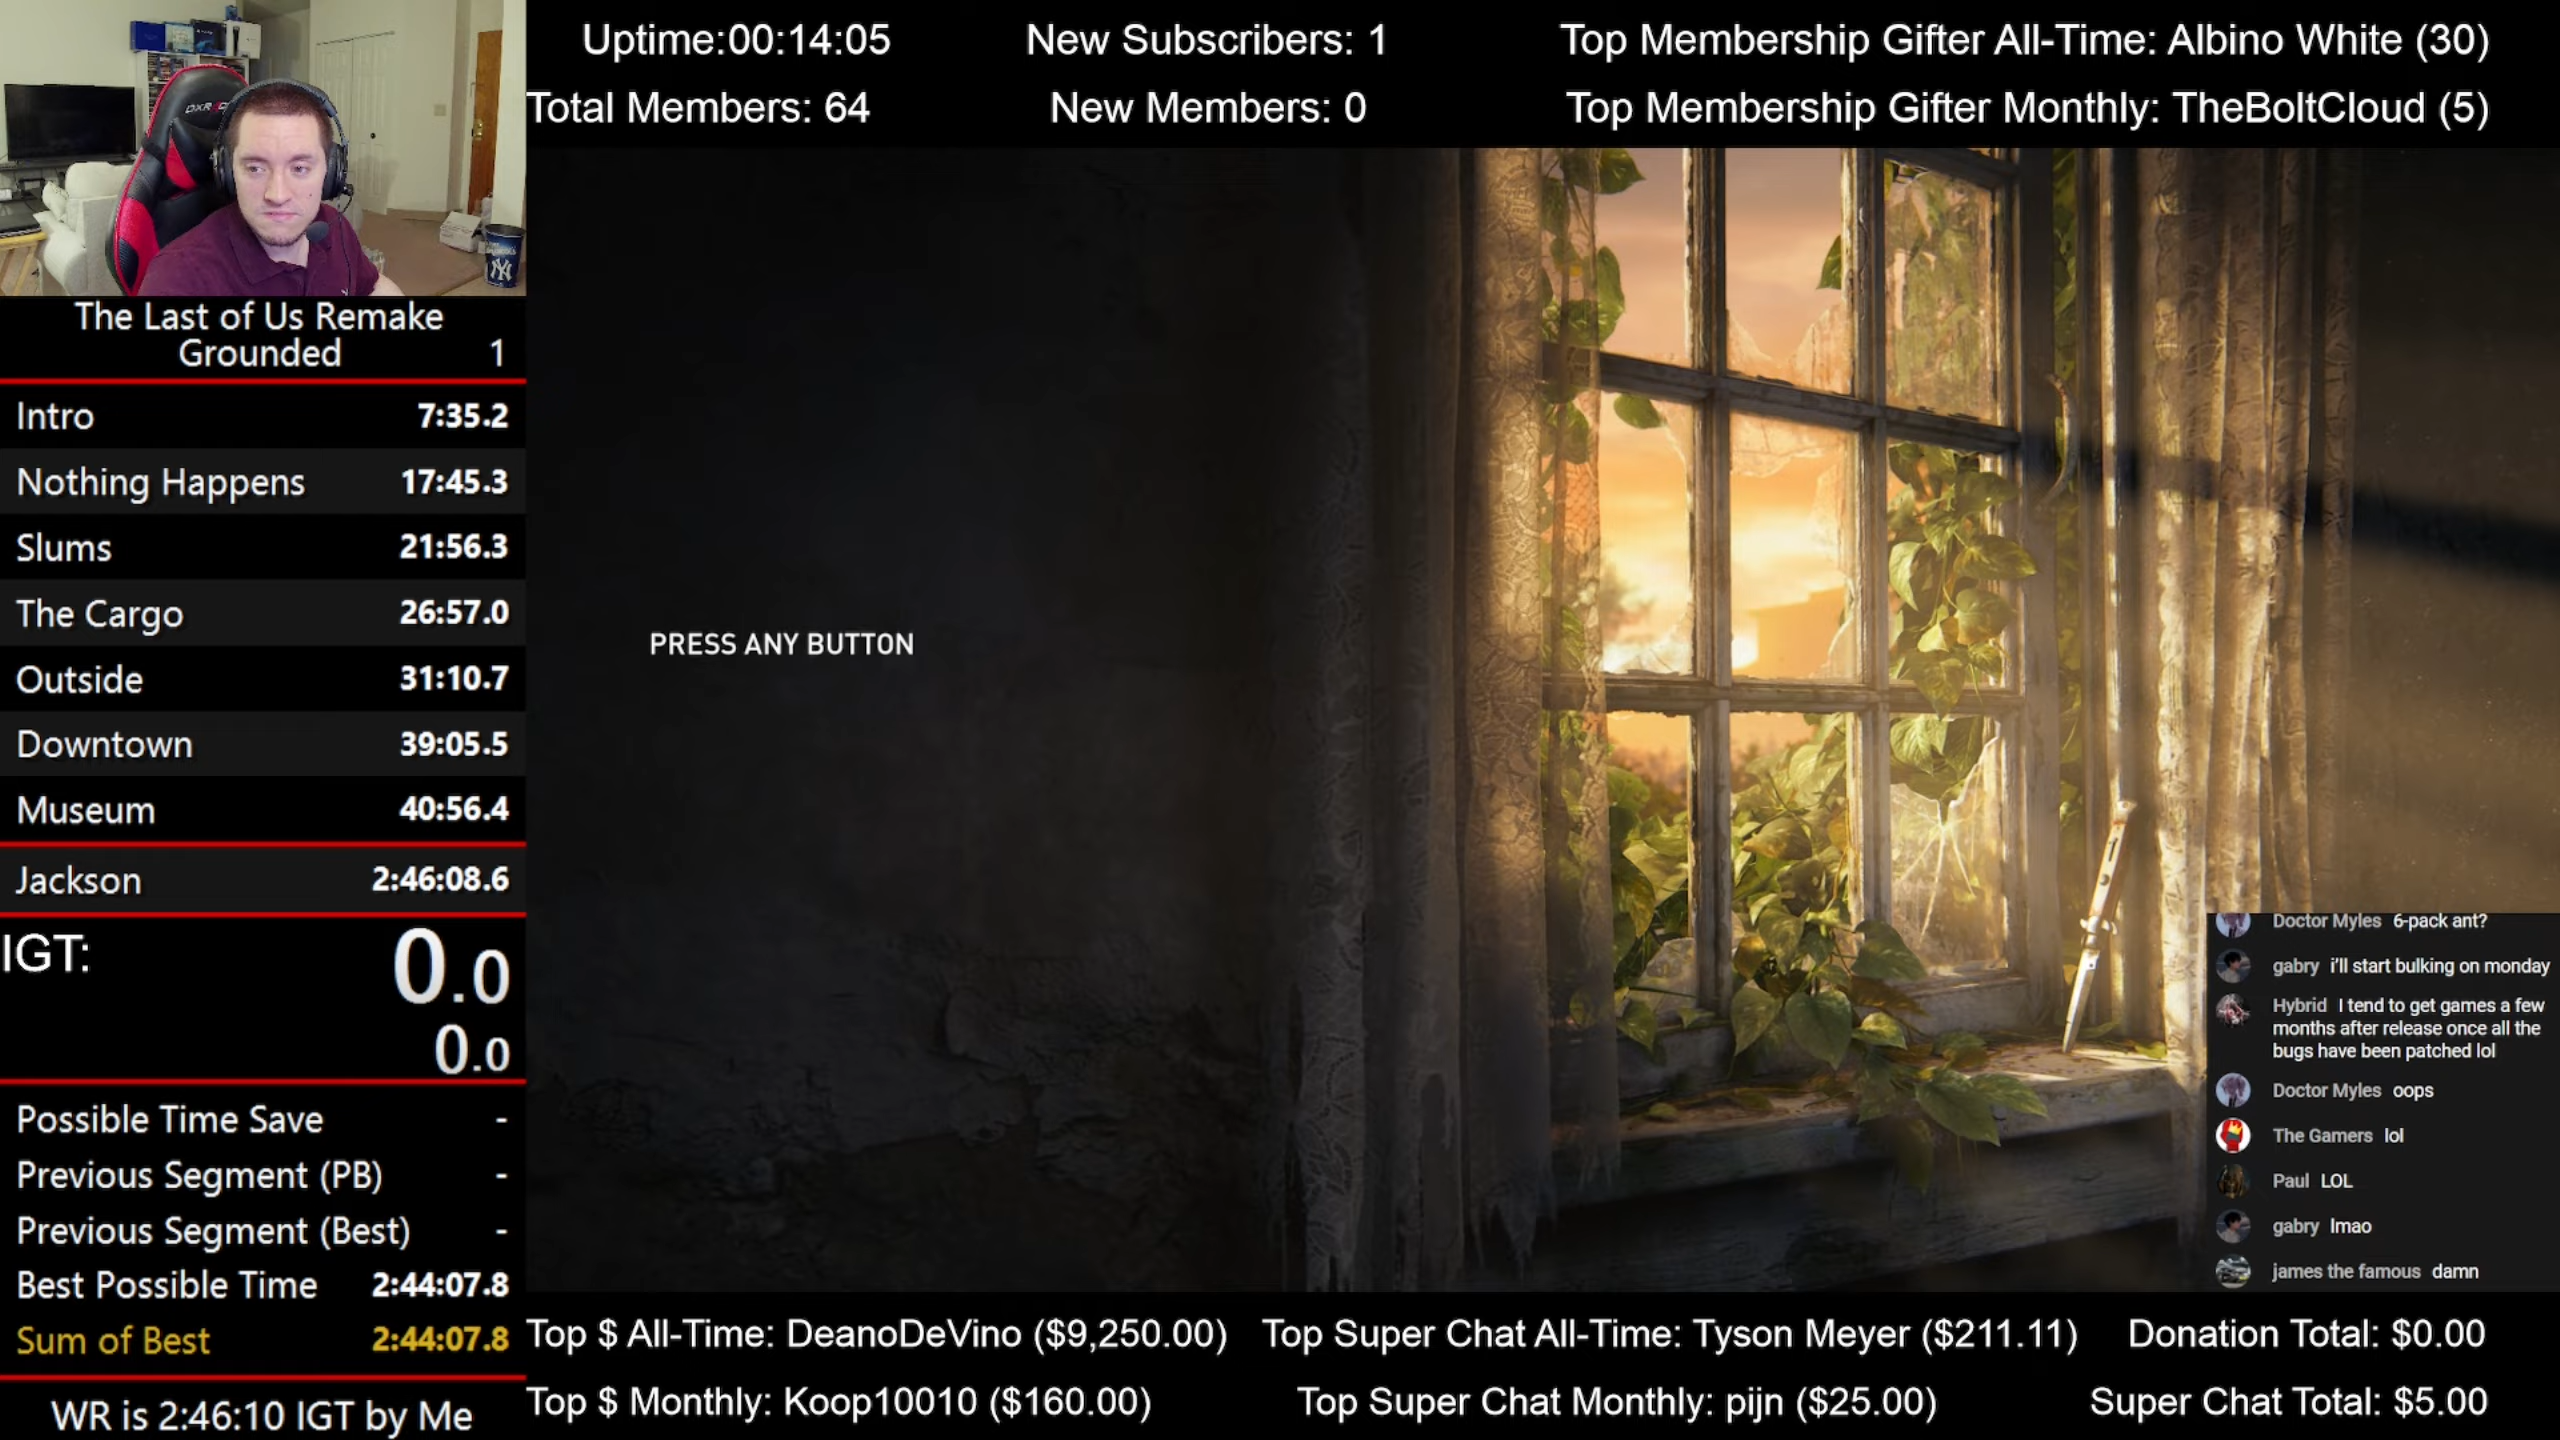 Uptime:00:14:05
New Subscribers: 1
Top Membership Gifter All-Time: Albino White (30)
Total Members: 64
New Members: 0
Top Membership Gifter Monthly: TheBoltCloud (5)
The Last of Us Remake
Grounded 1
Intro 7:35.2
Nothing Happens 17:45.3
Slums 21:56.3
The Cargo 26:57.0
Outside 31:10.7
Downtown 39:05.5
Museum 40:56.4
Jackson 2:46:08.6
IGT: 0.0
0.0
Possible Time Save -
Previous Segment (PB) -
Previous Segment (Best) -
Best Possible Time 2:44:07.8
Sum of Best 2:44:07.8
WR is 2:46:10 IGT by Me
PRESS ANY BUTTON
Doctor Myles 6-pack ant?
gabry i'll start bulking on monday
Hybrid I tend to get games a few
months after release once all the
bugs have been patched lol
Doctor Myles oops
The Gamers lol
Paul LOL
gabry lmao
james the famous damn
Top $ All-Time: DeanoDeVino ($9,250.00)
Top Super Chat All-Time: Tyson Meyer ($211.11)
Donation Total: $0.00
Top $ Monthly: Koop10010 ($160.00)
Top Super Chat Monthly: pijn ($25.00)
Super Chat Total: $5.00